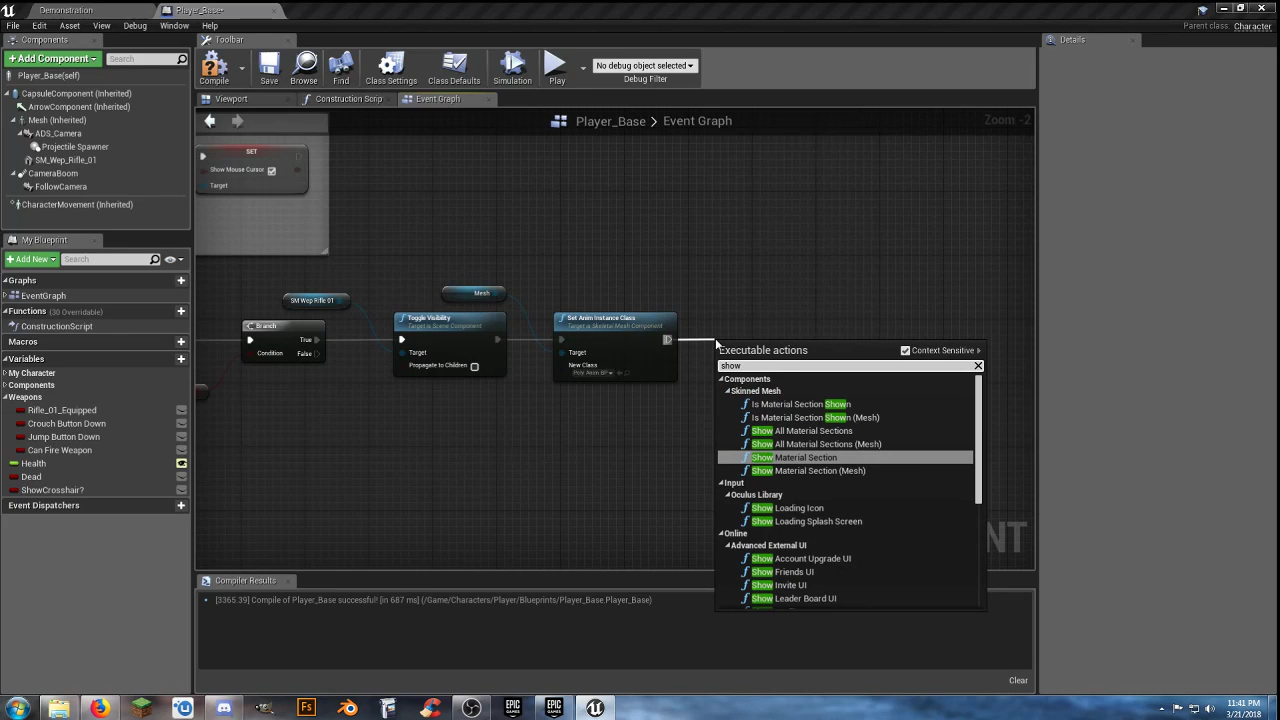 Demonstration
Player_Base*
File Edit Asset View Debug Window Help
Parent class: Character
Components
Toolbar
Details
+ Add Component
Search
Compile
Save
Browse
Find
Class Settings
Class Defaults
Simulation
Play
No debug object selected
Debug Filter
Player_Base(self)
CapsuleComponent (Inherited)
ArrowComponent (Inherited)
Mesh (Inherited)
ADS_Camera
Projectile Spawner
SM_Wep_Rifle_01
CameraBoom
FollowCamera
CharacterMovement (Inherited)
Viewport
Construction Scrip
Event Graph
Player_Base > Event Graph
Zoom -2
SET
Show Mouse Cursor
Target
My Blueprint
+ Add New
Search
Graphs
EventGraph
Functions (30 Overridable)
ConstructionScript
Macros
Variables
My Character
Components
Weapons
Rifle_01_Equipped
Crouch Button Down
Jump Button Down
Can Fire Weapon
Health
Dead
ShowCrosshair?
Event Dispatchers
SM Wep Rifle 01
Mesh
Branch
True
Condition
False
Toggle Visibility
Target is Scene Component
Target
Propagate to Children
Set Anim Instance Class
Target is Skeletal Mesh Component
Target
New Class
Poly Anim BP
Executable actions
Context Sensitive
show
Components
Skinned Mesh
Is Material Section Shown
Is Material Section Shown (Mesh)
Show All Material Sections
Show All Material Sections (Mesh)
Show Material Section
Show Material Section (Mesh)
Input
Oculus Library
Show Loading Icon
Show Loading Splash Screen
Online
Advanced External UI
Show Account Upgrade UI
Show Friends UI
Show Invite UI
Show Leader Board UI
Compiler Results
[3365.39] Compile of Player_Base successful! [in 687 ms] (/Game/Characters/Player/Blueprints/Player_Base.Player_Base)
Clear
Fs
EPIC GAMES
EPIC GAMES
11:41 PM
3/21/2018